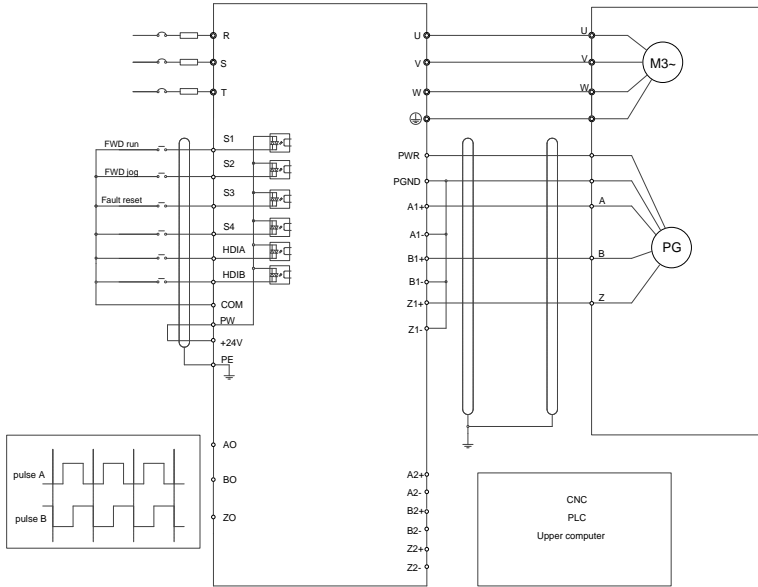 R
S
T
S1
FWD run
S2
FWD jog
S3
Fault reset
S4
HDIA
HDIB
COM
PW
+24V
PE
AO
BO
ZO
pulse A
pulse B
U
V
W
PWR
PGND
A1+
A1-
B1+
B1-
Z1+
Z1-
A2+
A2-
B2+
B2-
Z2+
Z2-
U
V
W
M3~
A
B
Z
PG
CNC
PLC
Upper computer